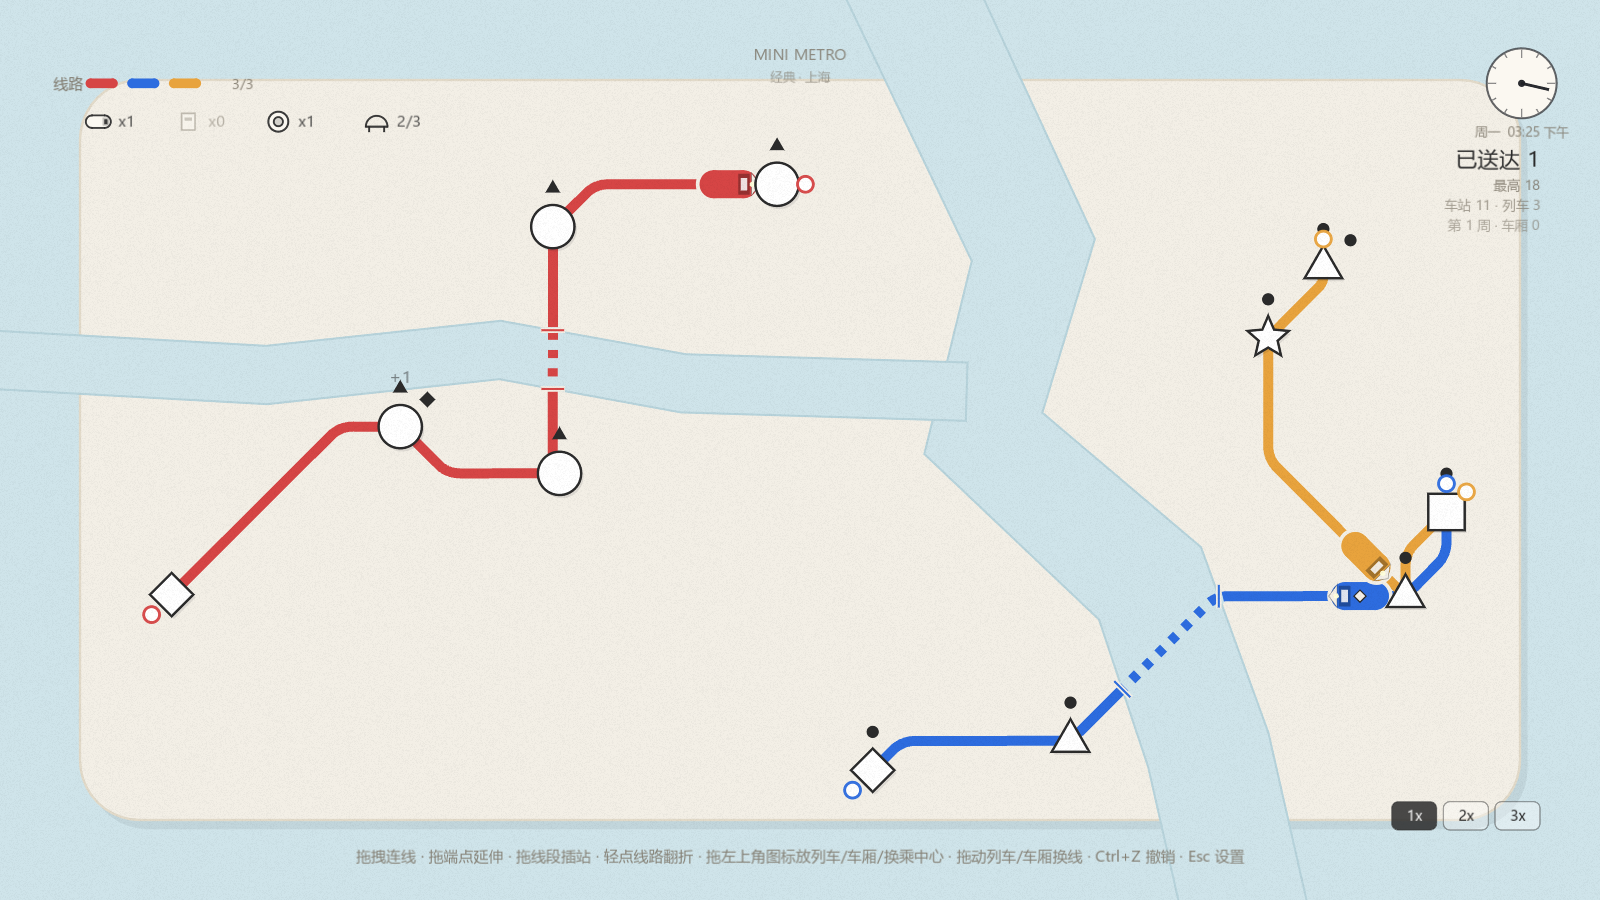 MINI METRO
经典 · 上海
线路
3/3
x1
x0
x1
2/3
周一 03:25 下午
已送达 1
最高 18
车站 11 · 列车 3
第 1 周 · 车厢 0
+1
1x
2x
3x
拖拽连线 · 拖端点延伸 · 拖线段插站 · 轻点线路翻折 · 拖左上角图标放列车/车厢/换乘中心 · 拖动列车/车厢换线 · Ctrl+Z 撤销 · Esc 设置